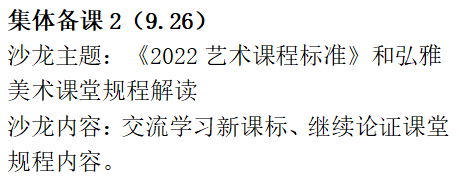 集体备课 2（9.26）
沙龙主题：《2022 艺术课程标准》和弘雅
美术课堂规程解读
沙龙内容：交流学习新课标、继续论证课堂
规程内容。